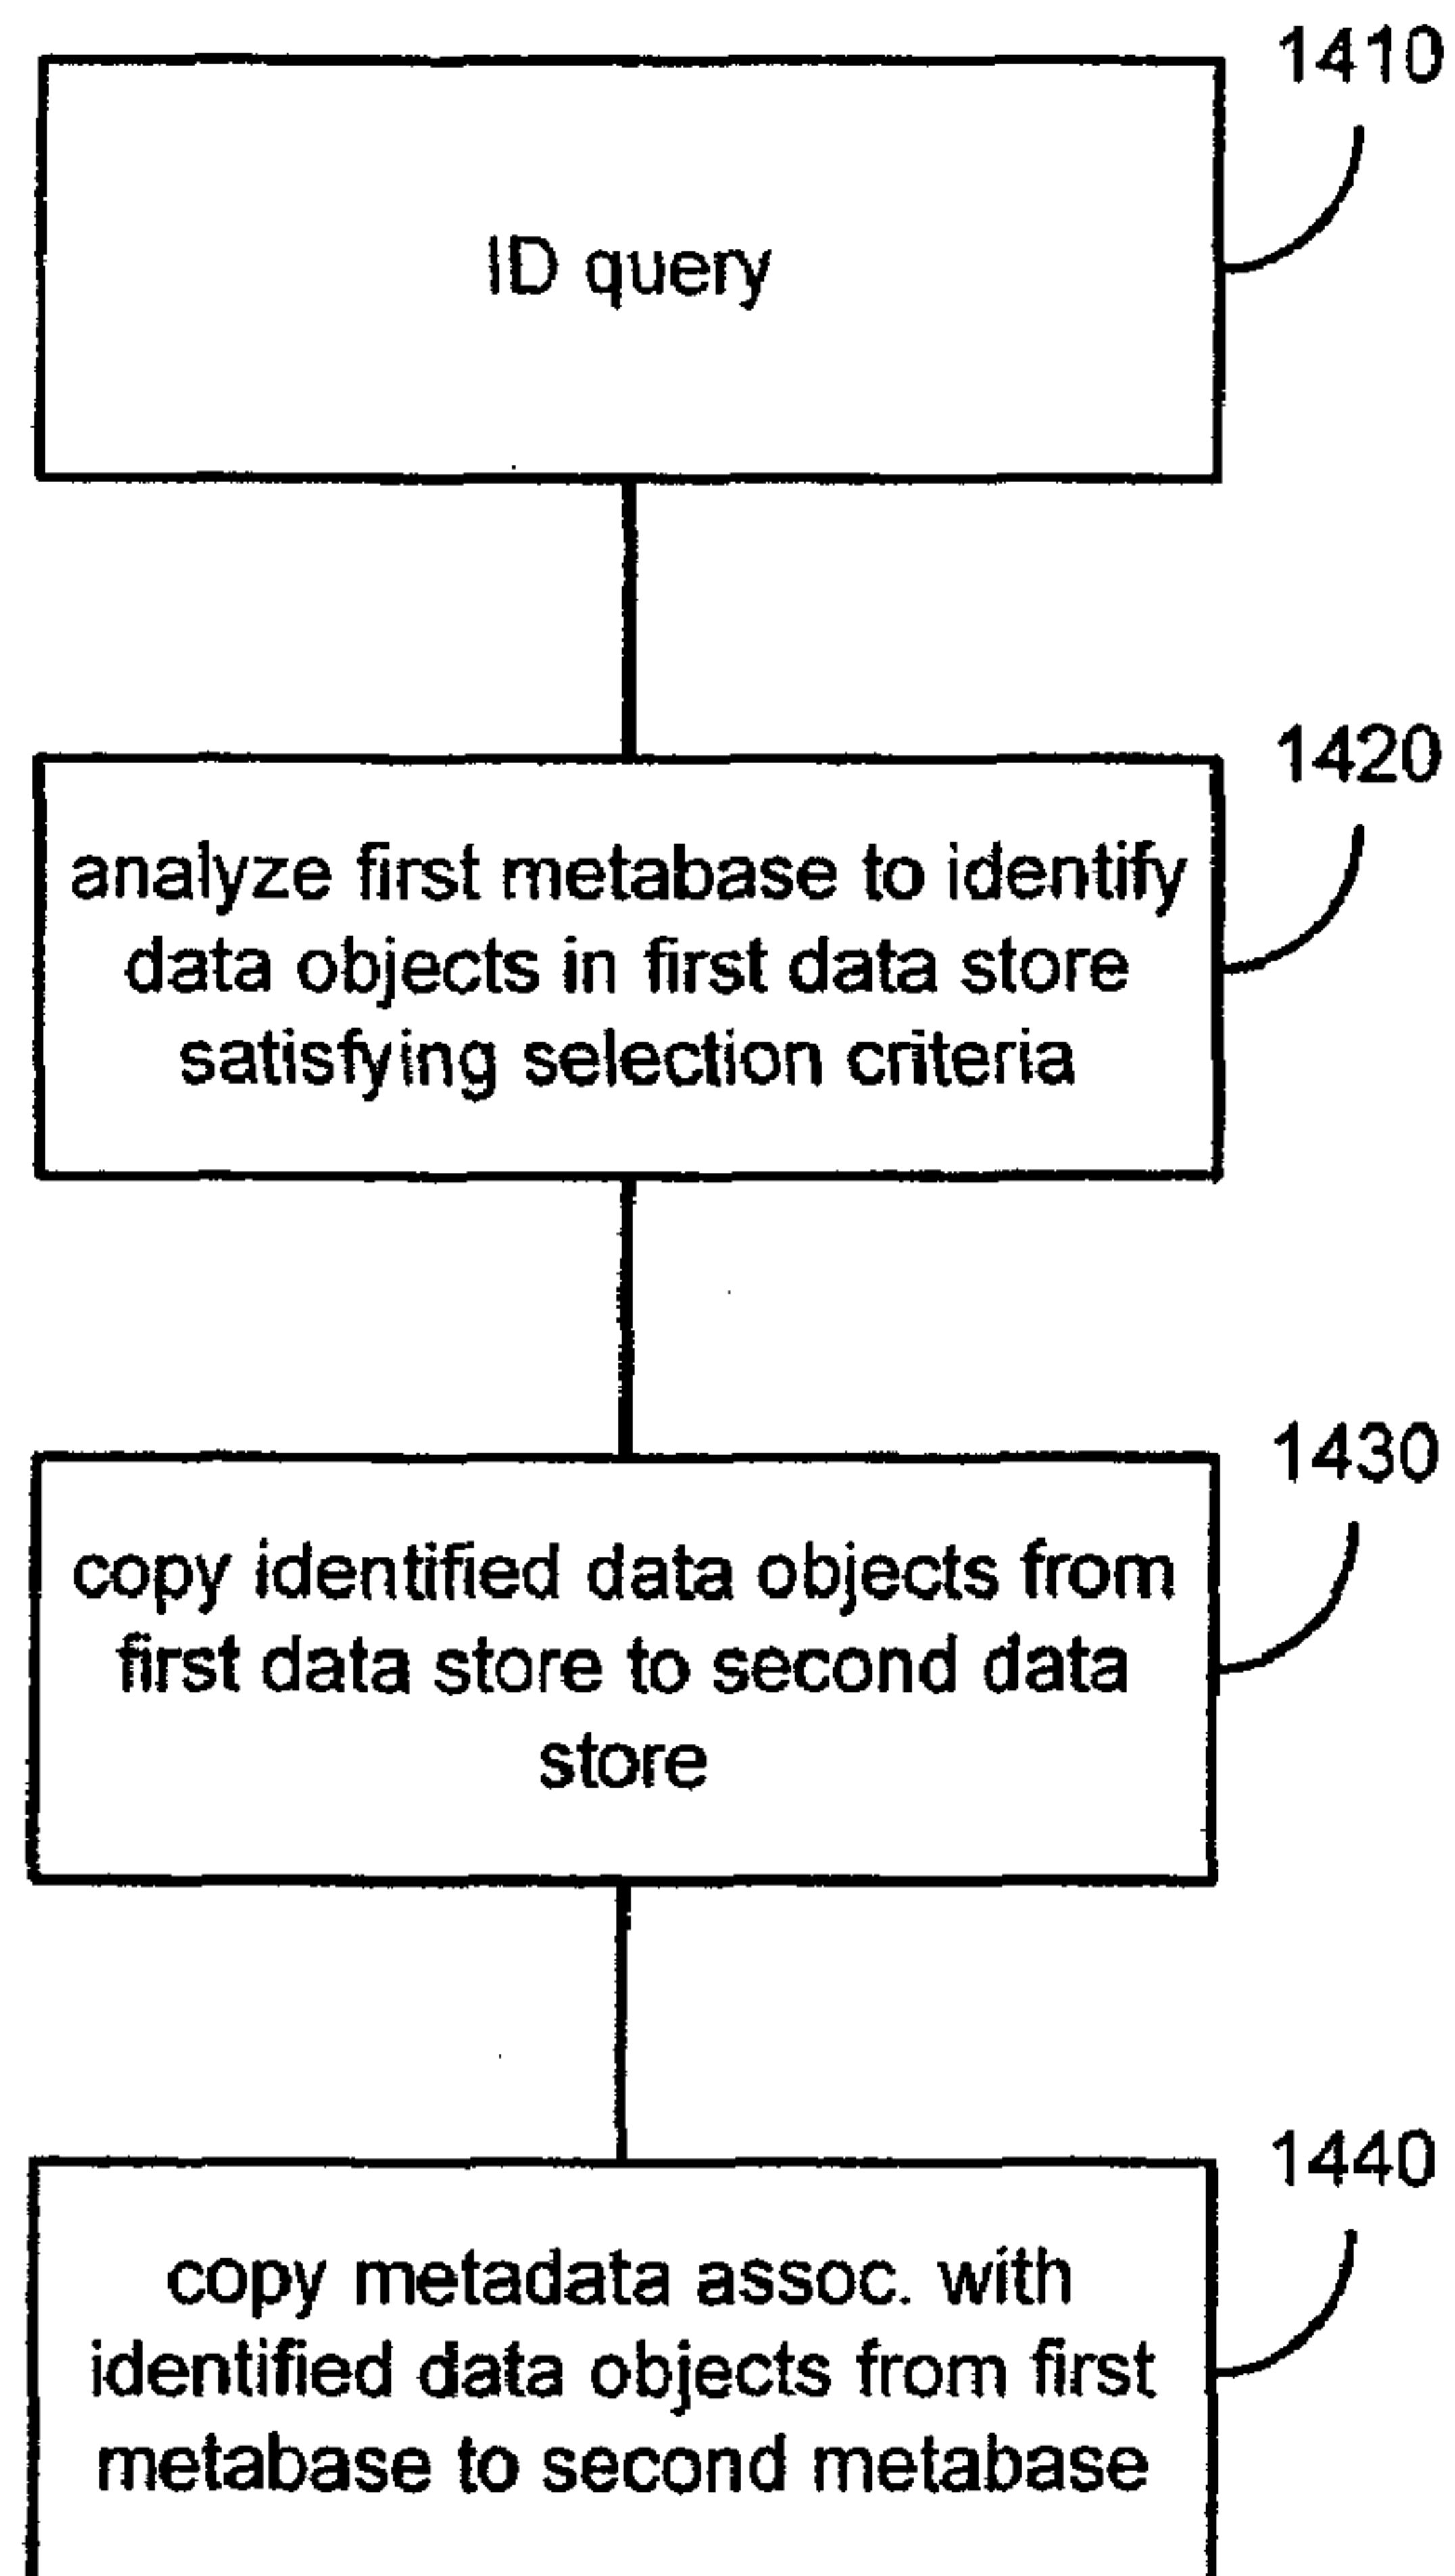 1410
ID query
1420
analyze first metabase to identify
data objects in first data store
satisfying selection criteria
1430
copy identified data objects from
first data store to second data
store
1440
copy metadata assoc. with
identified data objects from first
metabase to second metabase